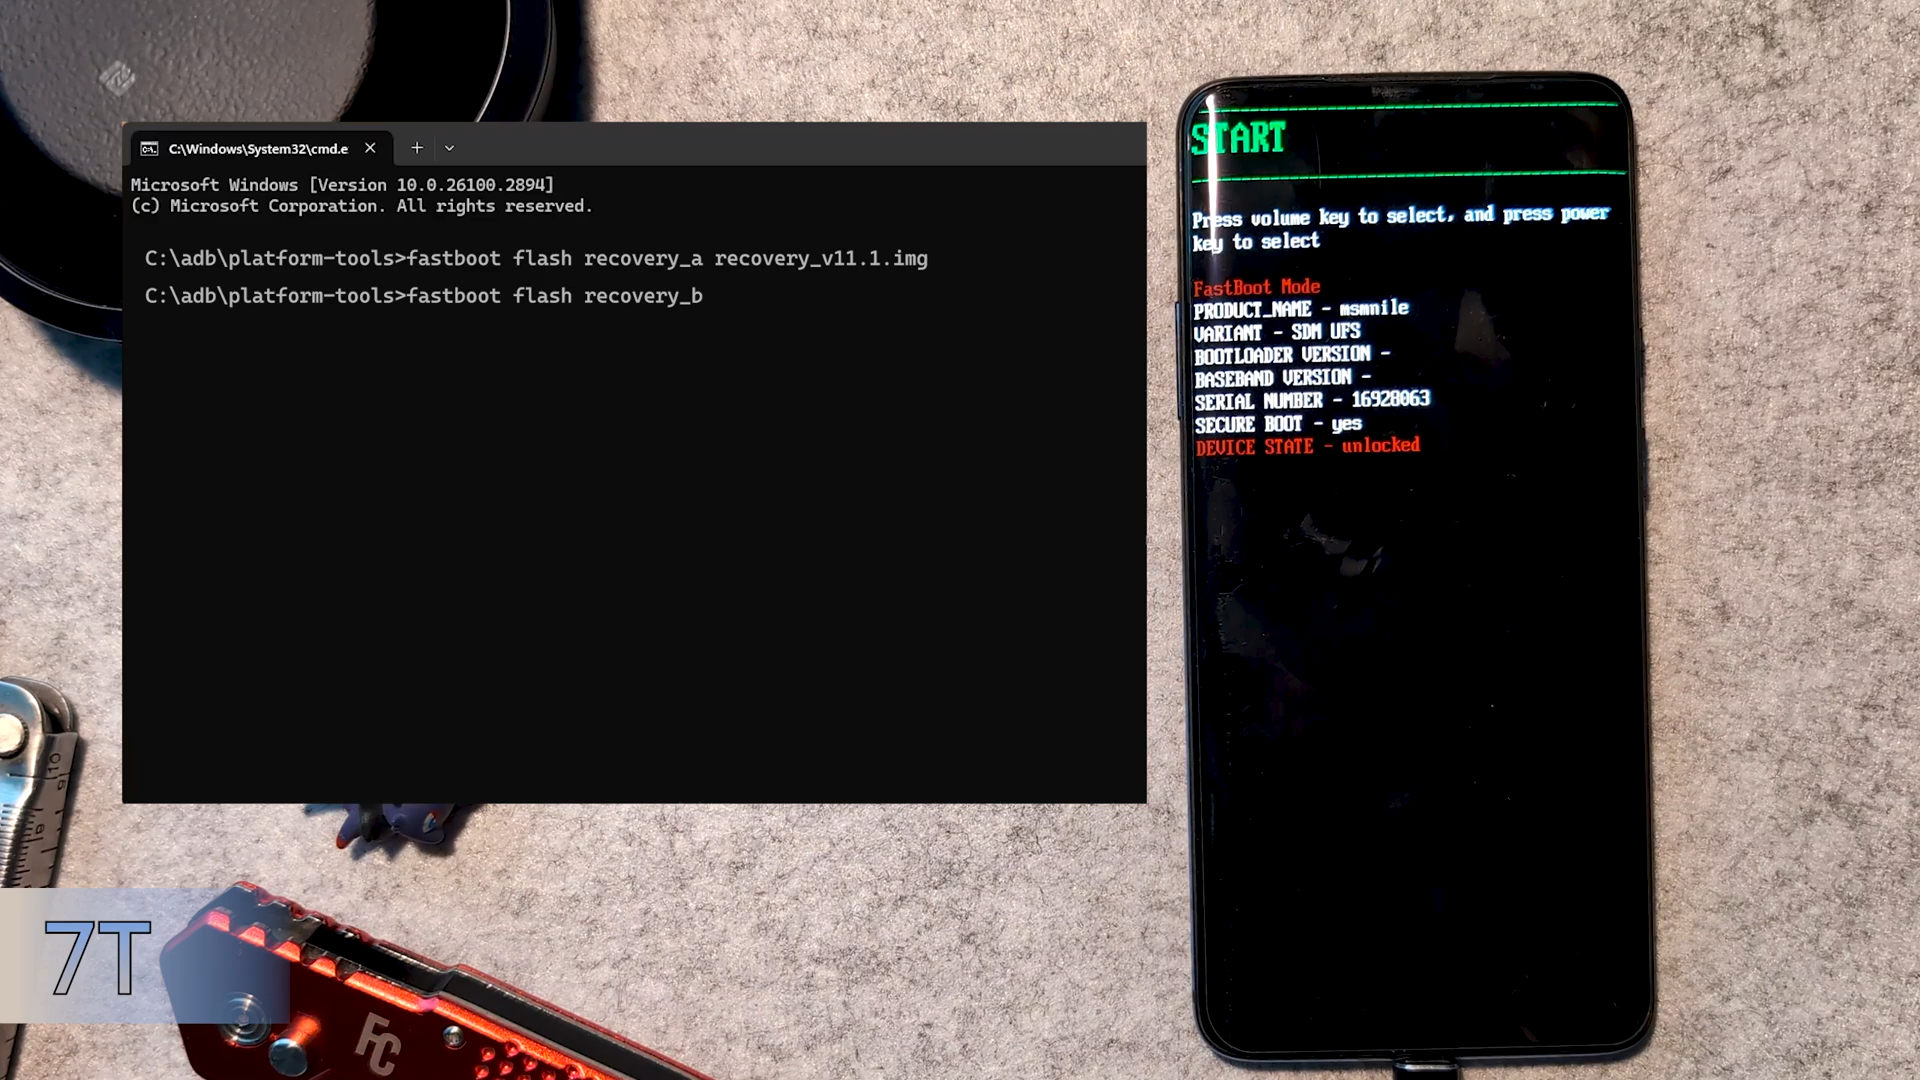 C:\Windows\System32\cmd.e
Microsoft Windows [Version 10.0.26100.2894]
(c) Microsoft Corporation. All rights reserved.
C:\adb\platform-tools>fastboot flash recovery_a recovery_v11.1.img
C:\adb\platform-tools>fastboot flash recovery_b
START
Press volume key to select, and press power
key to select
FastBoot Mode
PRODUCT_NAME - msmnile
VARIANT - SDM UFS
BOOTLOADER VERSION -
BASEBAND VERSION -
SERIAL NUMBER - 16928063
SECURE BOOT - yes
DEVICE STATE - unlocked
10
9
7T
FC